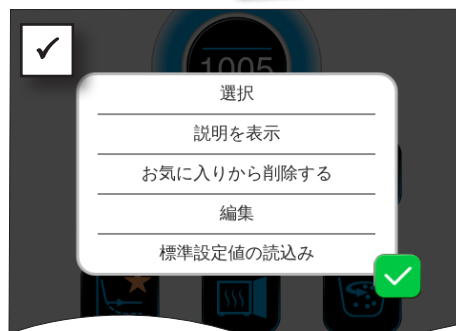 1005
選択
説明を表示
お気に入りから削除する
編集
標準設定値の読込み